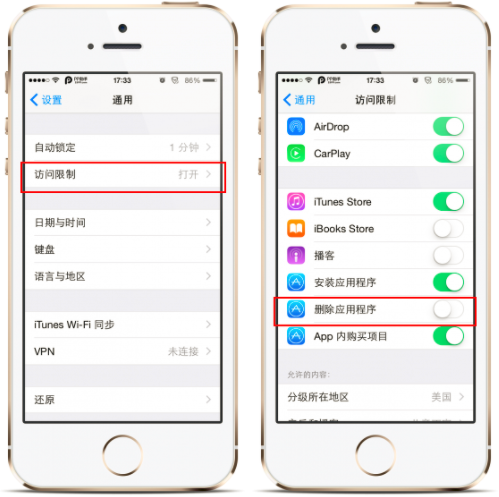 17:33
86%
设置
通用
自动锁定
1 分钟
访问限制
打开
日期与时间
键盘
语言与地区
iTunes Wi-Fi 同步
VPN
未连接
还原
17:33
86%
通用
访问限制
AirDrop
CarPlay
iTunes Store
iBooks Store
播客
安装应用程序
删除应用程序
App 内购买项目
允许的内容:
分级所在地区
美国